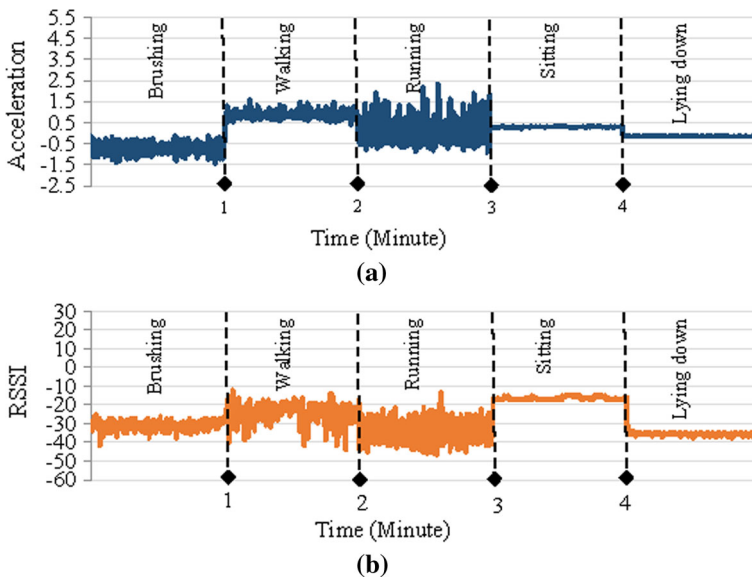 5.5
4.5
3.5
2.5
1.5
0.5
-0.5
-1.5
-2.5
Acceleration
Brushing
Walking
Running
Sitting
Lying down
1 2 3 4
Time (Minute)
(a)
30
20
10
0
-10
-20
-30
-40
-50
-60
RSSI
Brushing
Walking
Running
Sitting
Lying down
1 2 3 4
Time (Minute)
(b)